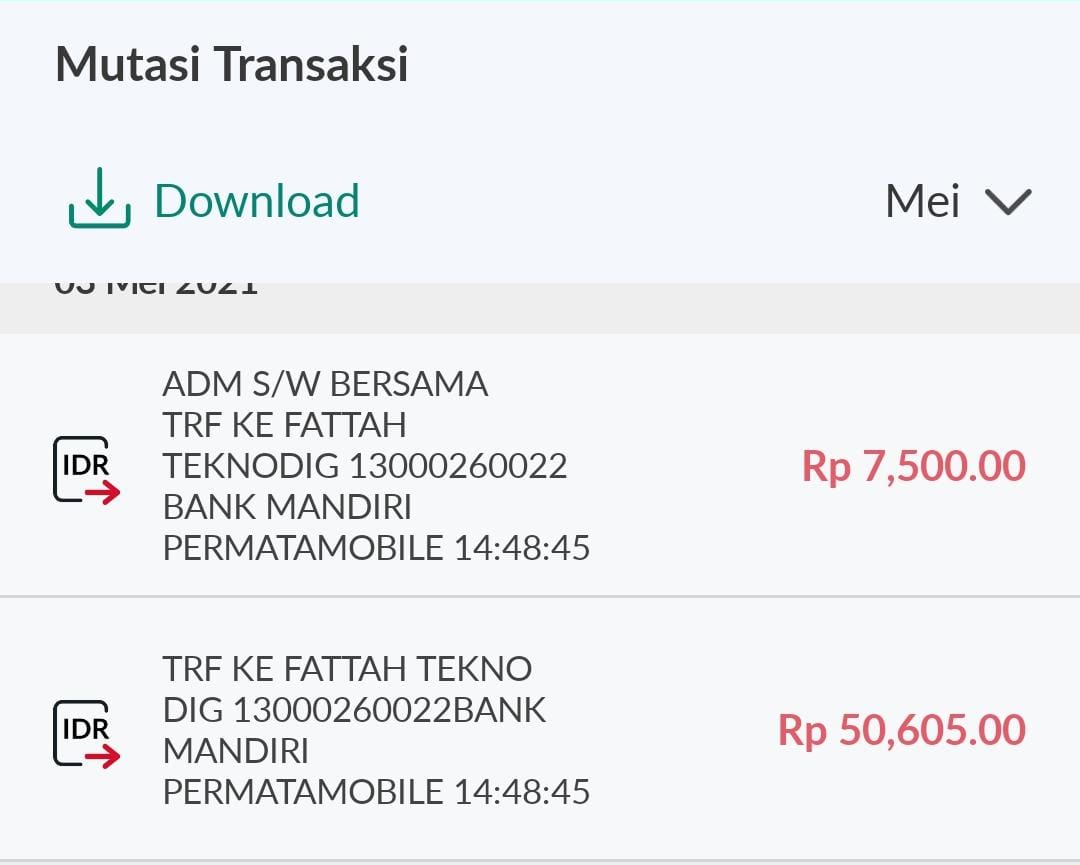 Mutasi Transaksi
Download
Mei
03 Mei 2021
ADM S/W BERSAMA
TRF KE FATTAH
TEKNODIG 13000260022
BANK MANDIRI
PERMATAMOBILE 14:48:45
IDR
Rp 7,500.00
TRF KE FATTAH TEKNO
DIG 13000260022BANK
MANDIRI
PERMATAMOBILE 14:48:45
IDR
Rp 50,605.00